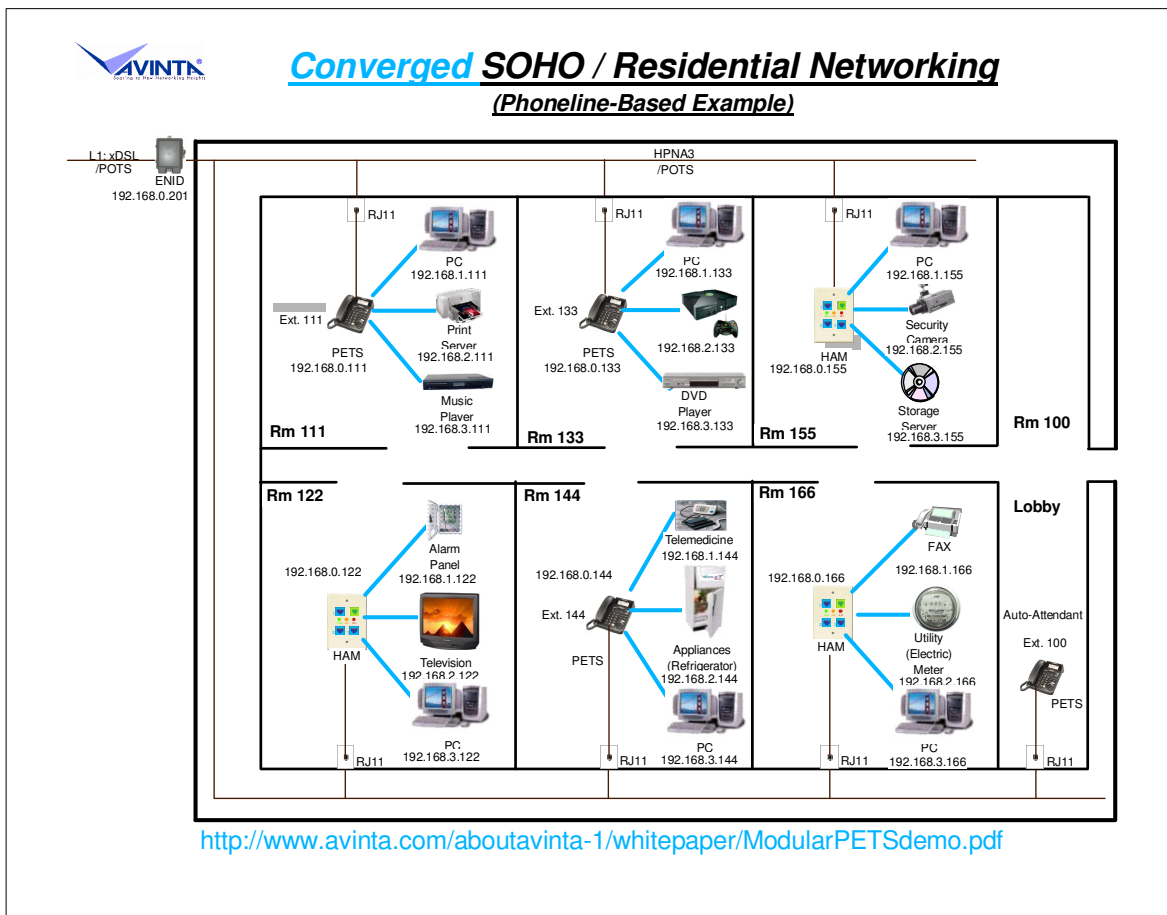 AVINTA®
Soaring to New Networking Heights
Converged SOHO / Residential Networking
(Phoneline-Based Example)
L1: xDSL
/POTS
ENID
192.168.0.201
HPNA3
/POTS
RJ11
PC
192.168.1.111
Ext. 111
Print
Server
192.168.2.111
PETS
192.168.0.111
Music
Player
192.168.3.111
Rm 111
RJ11
PC
192.168.1.133
Ext. 133
192.168.2.133
PETS
192.168.0.133
DVD
Player
192.168.3.133
Rm 133
RJ11
PC
192.168.1.155
Security
Camera
192.168.2.155
HAM
192.168.0.155
Storage
Server
192.168.3.155
Rm 155
Rm 100
Rm 122
Alarm
Panel
192.168.1.122
192.168.0.122
HAM
Television
192.168.2.122
PC
192.168.3.122
RJ11
Rm 144
Telemedicine
192.168.1.144
192.168.0.144
Ext. 144
PETS
Appliances
(Refrigerator)
192.168.2.144
PC
192.168.3.144
RJ11
Rm 166
FAX
192.168.1.166
192.168.0.166
HAM
Utility
(Electric)
Meter
192.168.2.166
PC
192.168.3.166
RJ11
Lobby
Auto-Attendant
Ext. 100
PETS
RJ11
http://www.avinta.com/aboutavinta-1/whitepaper/ModularPETSdemo.pdf